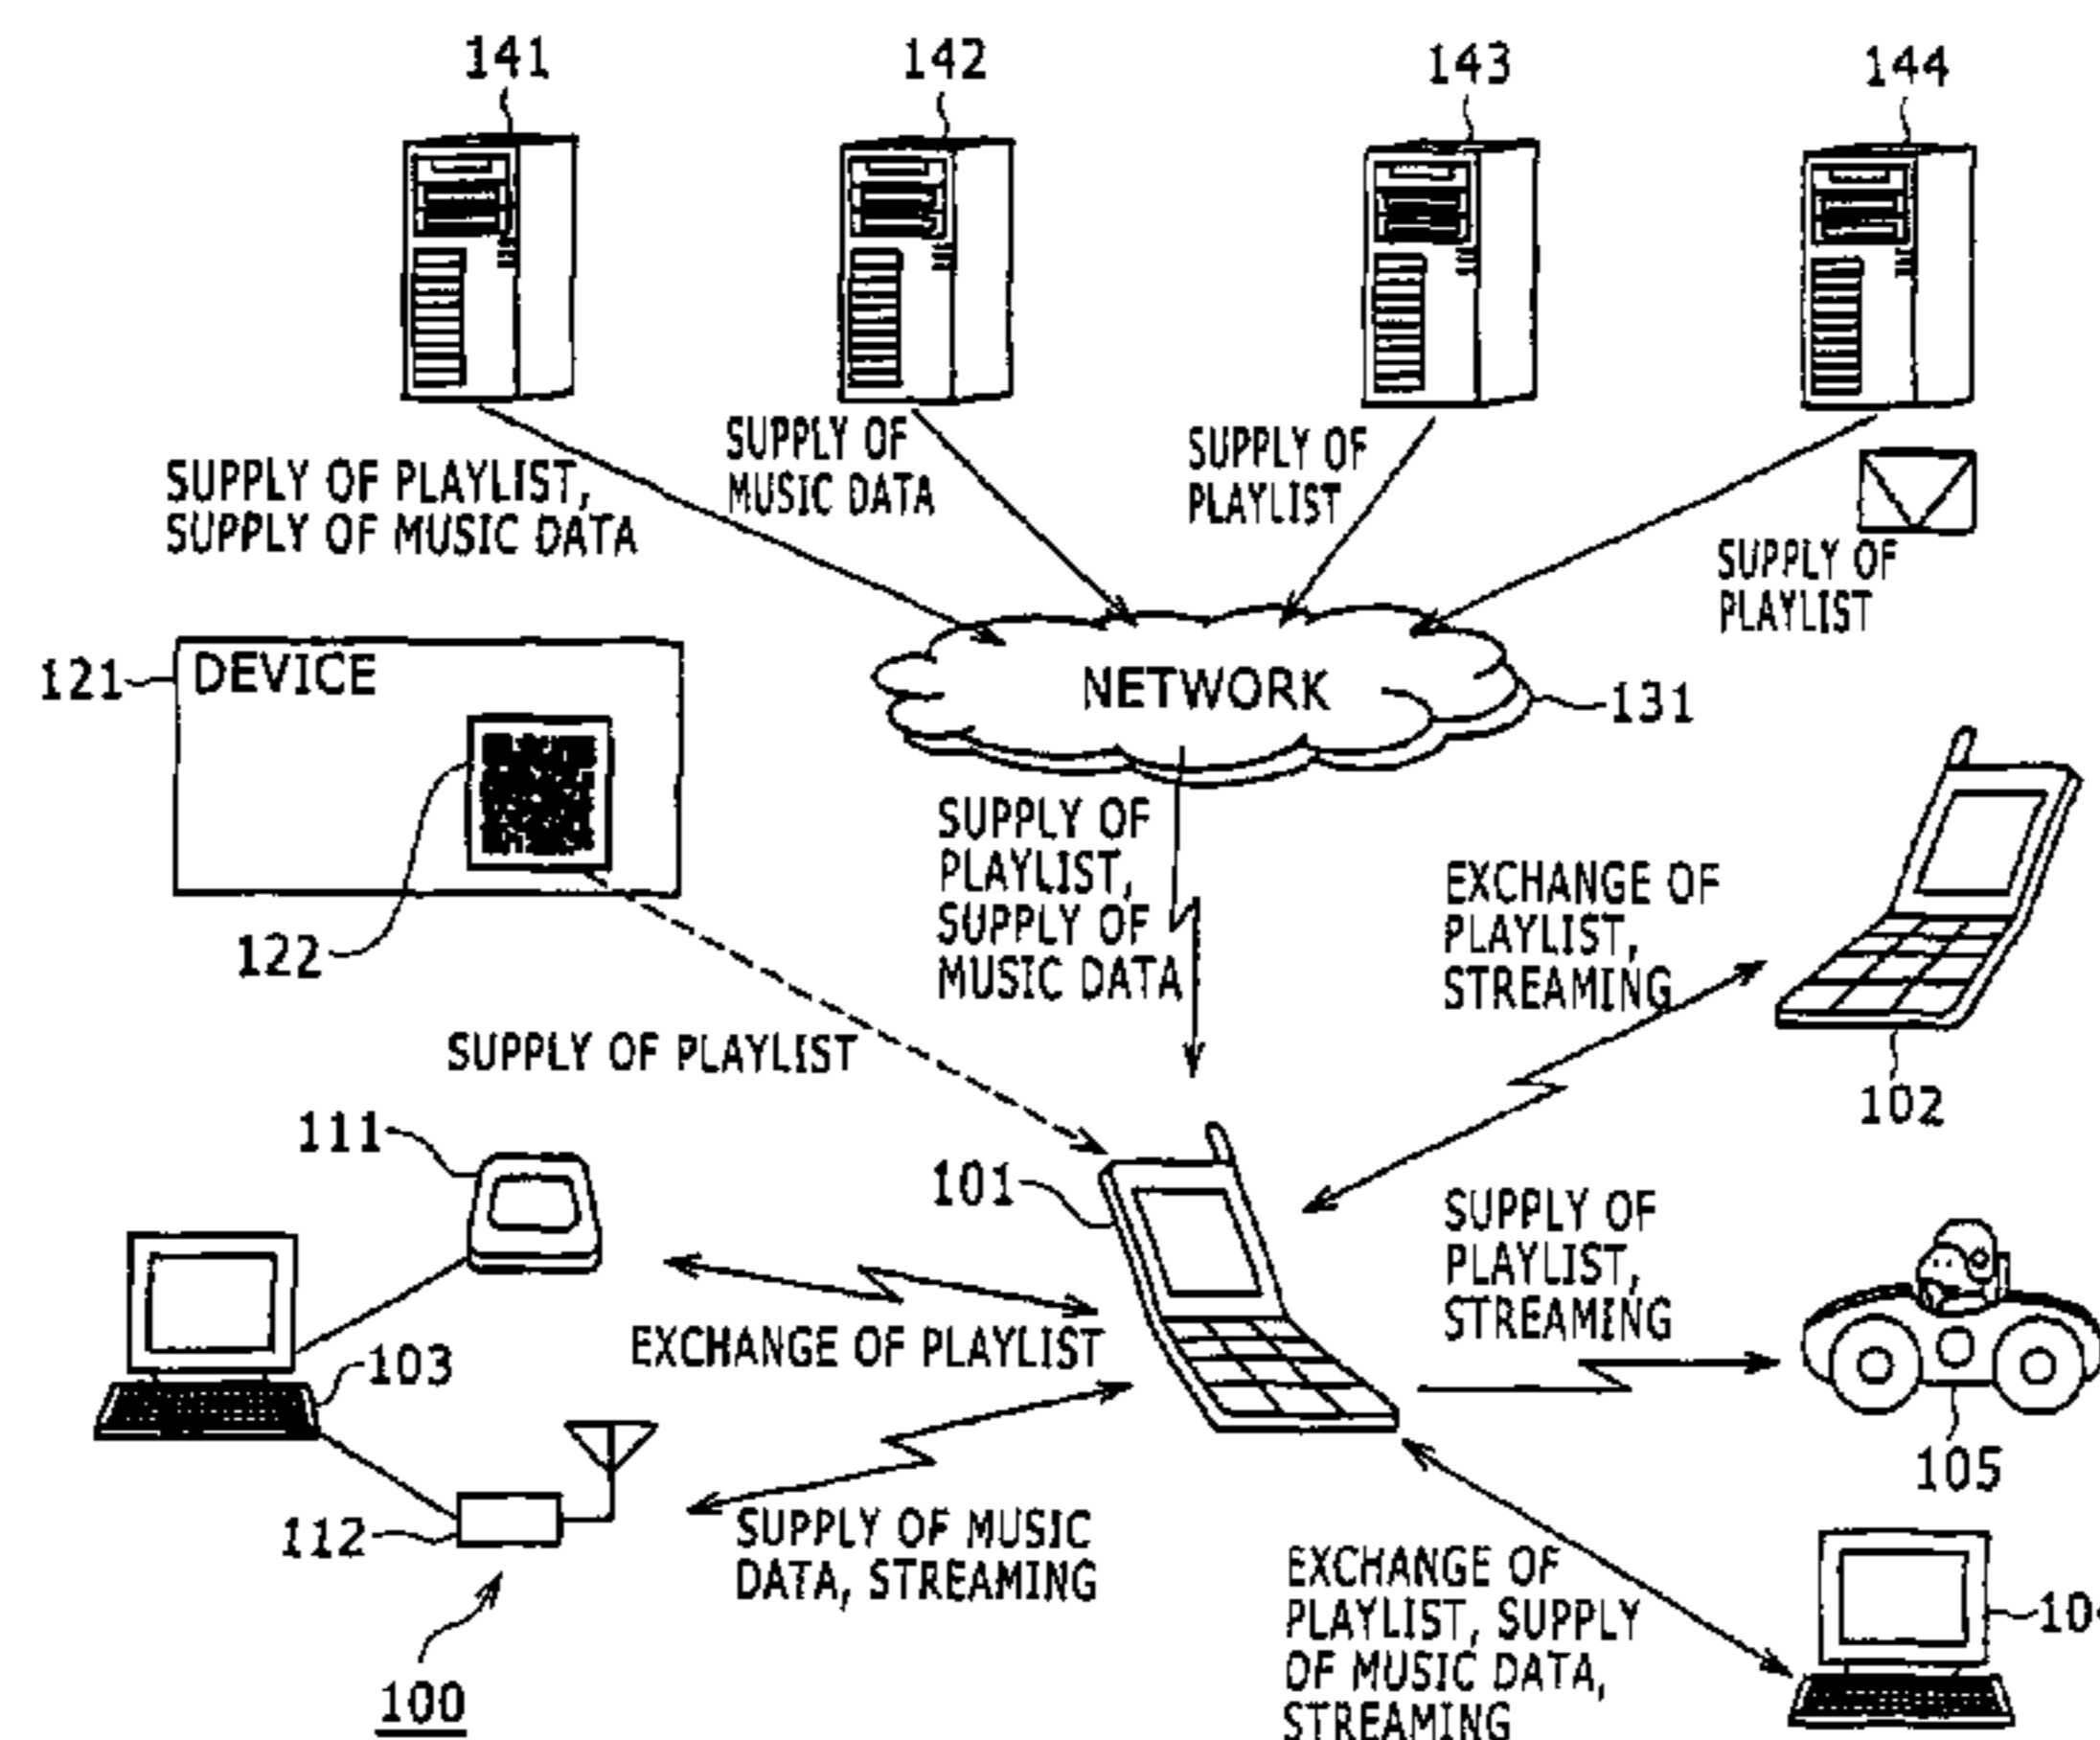 141
142
143
144
SUPPLY OF PLAYLIST,
SUPPLY OF MUSIC DATA
SUPPLY OF
MUSIC DATA
SUPPLY OF
PLAYLIST
SUPPLY OF
PLAYLIST
121
DEVICE
122
NETWORK
131
SUPPLY OF
PLAYLIST,
SUPPLY OF
MUSIC DATA
EXCHANGE OF
PLAYLIST,
STREAMING
102
SUPPLY OF PLAYLIST
111
101
103
EXCHANGE OF PLAYLIST
SUPPLY OF
PLAYLIST,
STREAMING
105
112
SUPPLY OF MUSIC
DATA, STREAMING
100
EXCHANGE OF
PLAYLIST, SUPPLY
OF MUSIC DATA,
STREAMING